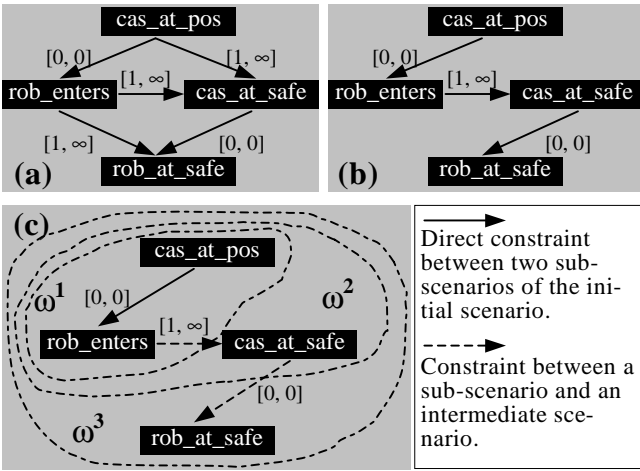 cas_at_pos
[0, 0]
[1, ∞]
rob_enters
[1, ∞]
cas_at_safe
[1, ∞]
[0, 0]
(a)
rob_at_safe
cas_at_pos
[0, 0]
[1, ∞]
rob_enters
cas_at_safe
[0, 0]
(b)
rob_at_safe
(c)
cas_at_pos
ω1
[0, 0]
ω2
[1, ∞]
rob_enters
cas_at_safe
[0, 0]
ω3
rob_at_safe
Direct constraint
between two sub-
scenarios of the ini-
tial scenario.
Constraint between a
sub-scenario and an
intermediate sce-
nario.